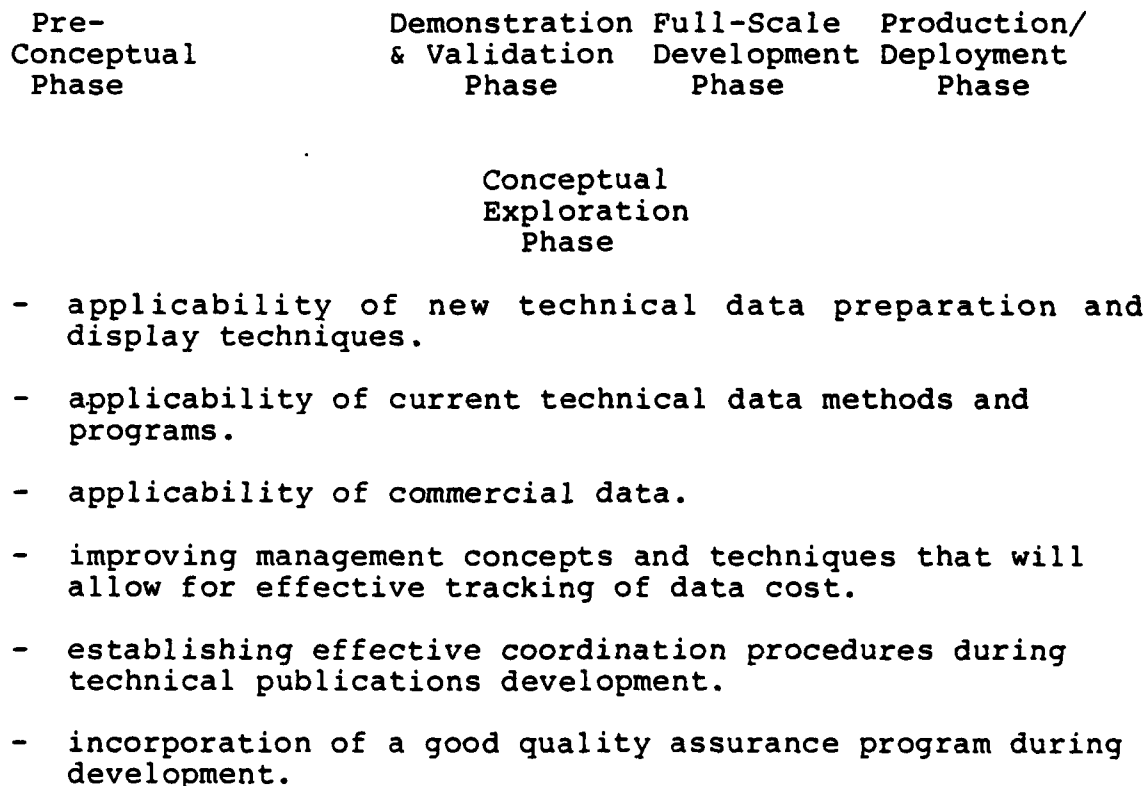 Pre-            Demonstration Full-Scale Production/
Conceptual      & Validation Development Deployment
Phase           Phase        Phase       Phase
Conceptual
Exploration
Phase
- applicability of new technical data preparation and
display techniques.
- applicability of current technical data methods and
programs.
- applicability of commercial data.
- improving management concepts and techniques that will
allow for effective tracking of data cost.
- establishing effective coordination procedures during
technical publications development.
- incorporation of a good quality assurance program during
development.